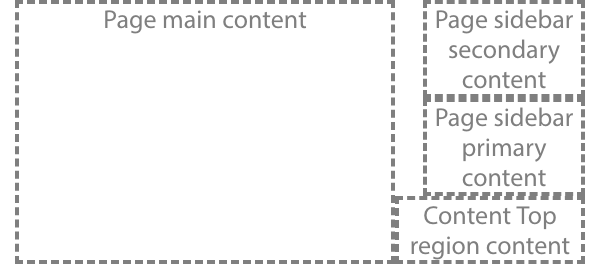 Page main content
Page sidebar
secondary
content
Page sidebar
primary
content
Content Top
region content